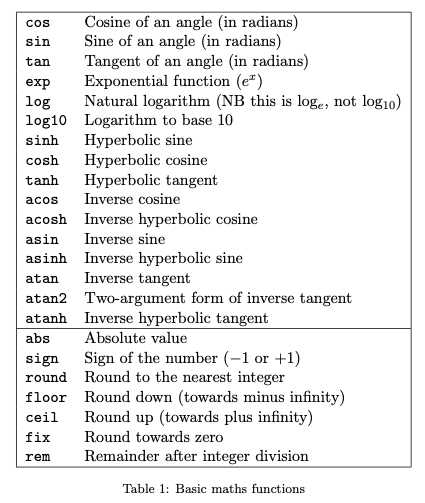 cos Cosine of an angle (in radians)
sin Sine of an angle (in radians)
tan Tangent of an angle (in radians)
exp Exponential function (eˣ)
log Natural logarithm (NB this is logₑ, not log₁₀)
log10 Logarithm to base 10
sinh Hyperbolic sine
cosh Hyperbolic cosine
tanh Hyperbolic tangent
acos Inverse cosine
acosh Inverse hyperbolic cosine
asin Inverse sine
asinh Inverse hyperbolic sine
atan Inverse tangent
atan2 Two-argument form of inverse tangent
atanh Inverse hyperbolic tangent
abs Absolute value
sign Sign of the number (−1 or +1)
round Round to the nearest integer
floor Round down (towards minus infinity)
ceil Round up (towards plus infinity)
fix Round towards zero
rem Remainder after integer division
Table 1: Basic maths functions